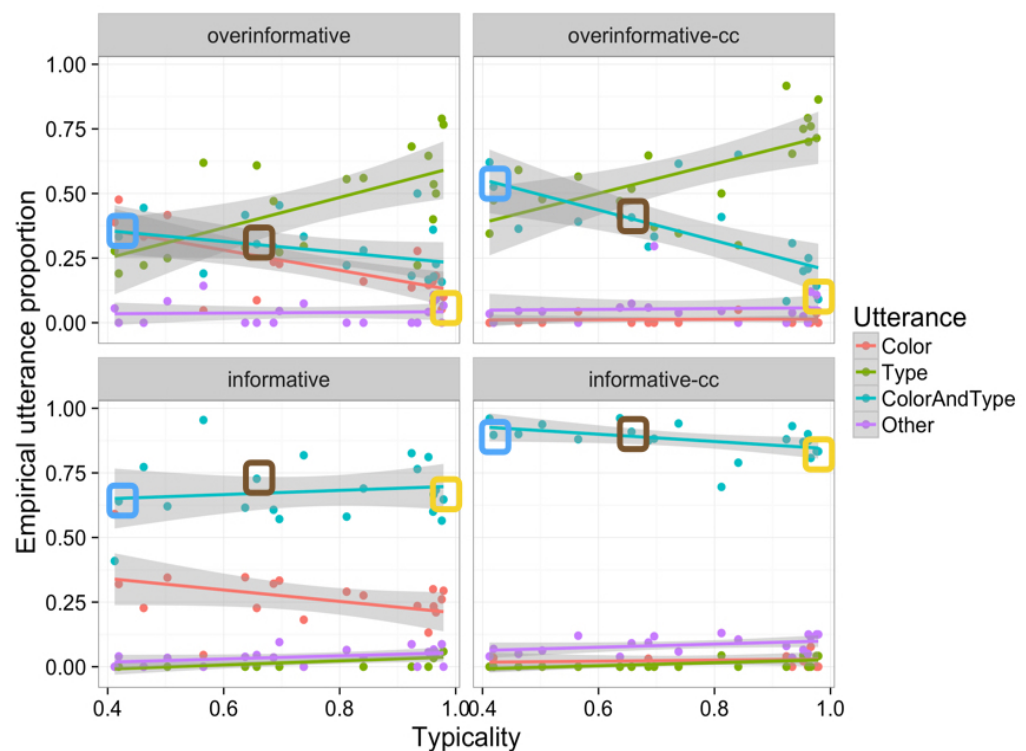 overinformative
overinformative-cc
1.00
0.75
0.50
0.25
0.00
informative
informative-cc
1.00
0.75
0.50
0.25
0.00
0.4
0.6
0.8
1.0
0.4
0.6
0.8
1.0
Typicality
Empirical utterance proportion
Utterance
Color
Type
ColorAndType
Other